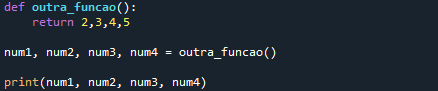 def outra_funcao():
    return 2,3,4,5
num1, num2, num3, num4 = outra_funcao()
print(num1, num2, num3, num4)